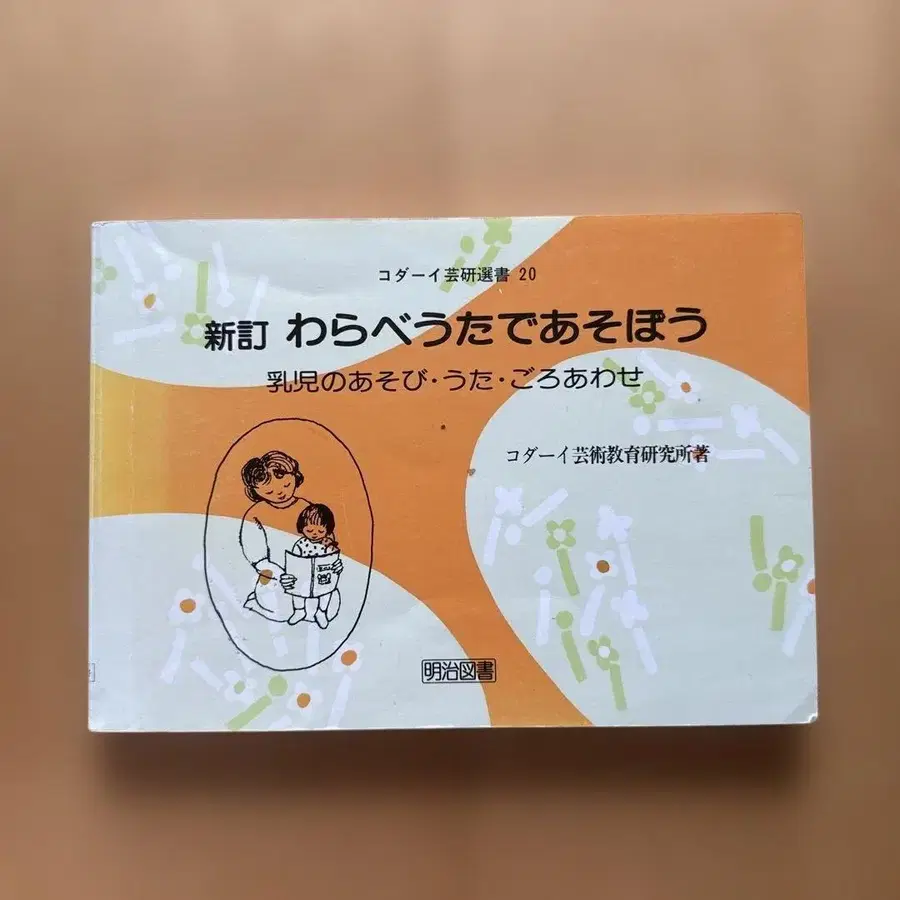 コダーイ芸研選書 20
新訂 わらべうたであそぼう
乳児のあそび・うた・ごろあわせ
コダーイ芸術教育研究所著
明治図書